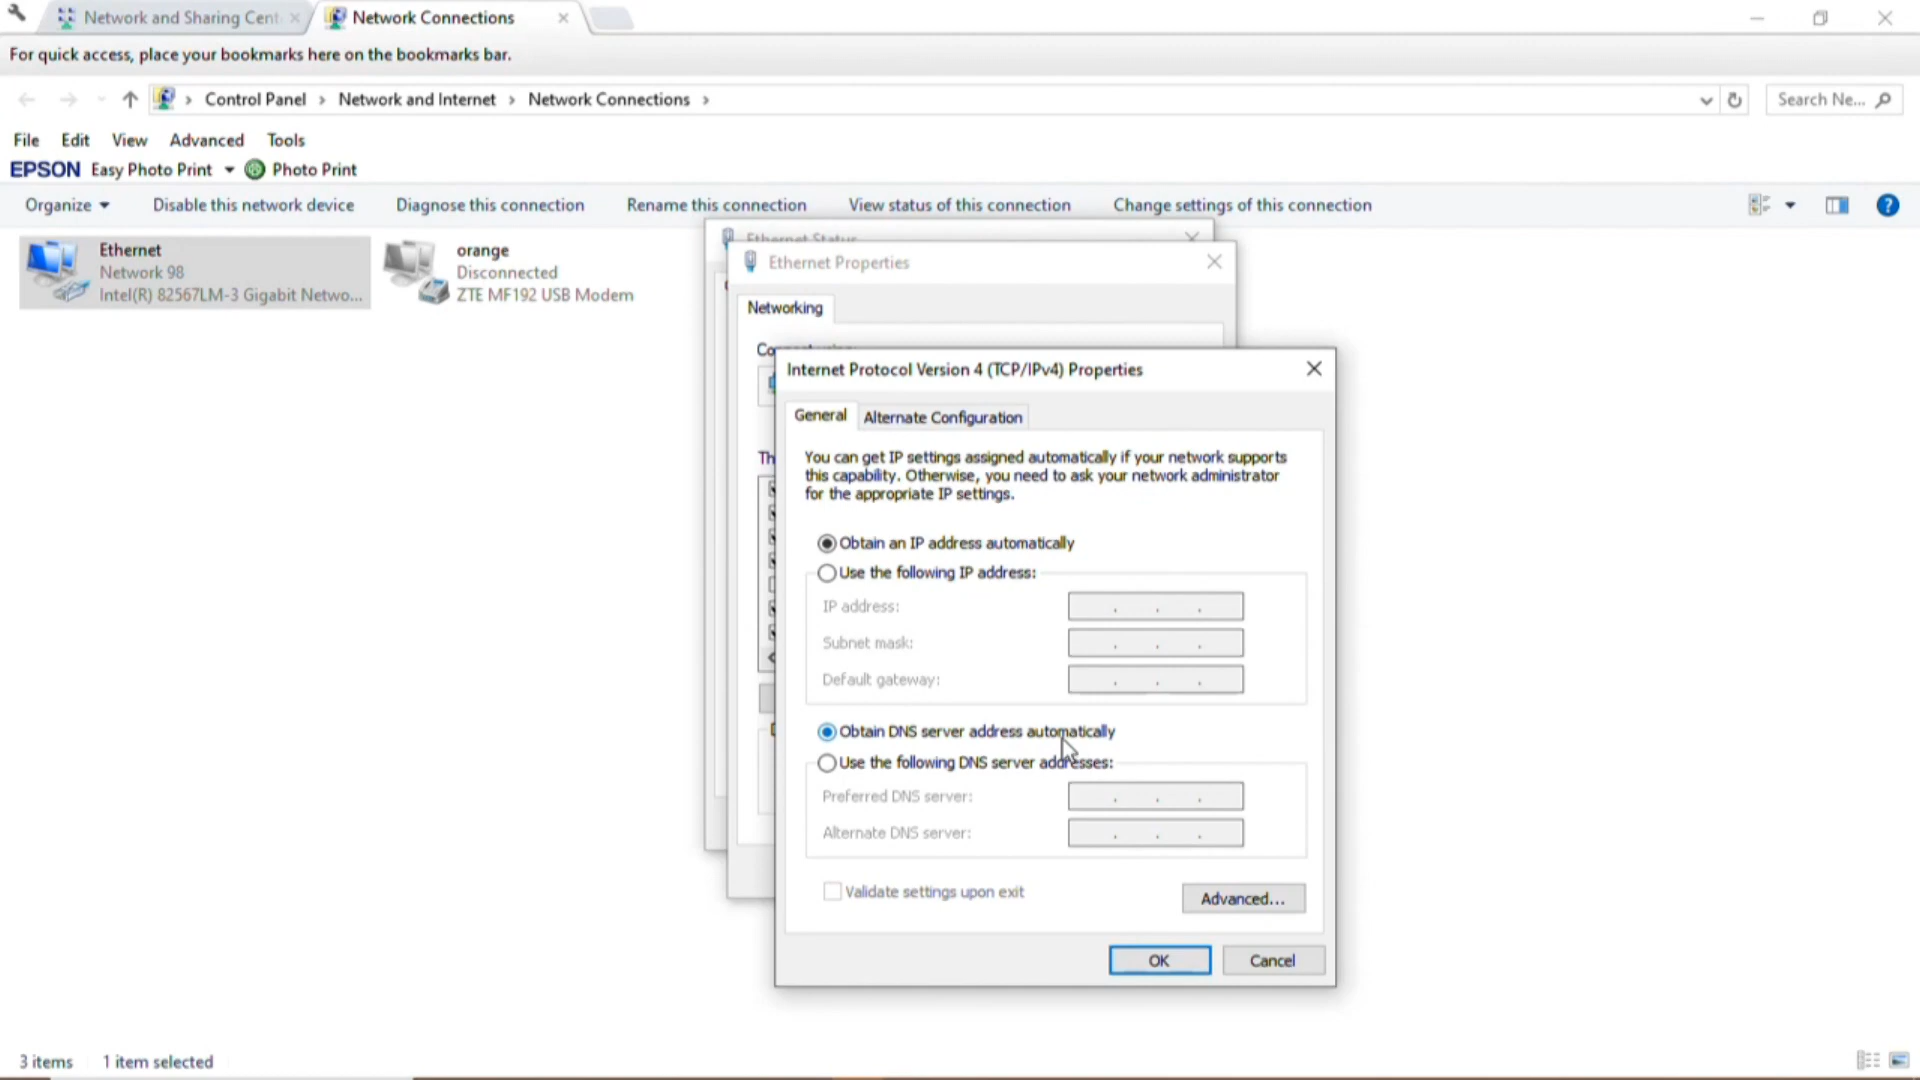 Network and Sharing Cent
Network Connections
For quick access, place your bookmarks here on the bookmarks bar.
Control Panel > Network and Internet > Network Connections >
Search Ne...
File Edit View Advanced Tools
EPSON Easy Photo Print Photo Print
Organize Disable this network device Diagnose this connection Rename this connection View status of this connection Change settings of this connection
Ethernet
Network 98
Intel(R) 82567LM-3 Gigabit Netwo...
orange
Disconnected
ZTE MF192 USB Modem
Ethernet Status
Ethernet Properties
Networking
Internet Protocol Version 4 (TCP/IPv4) Properties
General Alternate Configuration
You can get IP settings assigned automatically if your network supports
this capability. Otherwise, you need to ask your network administrator
for the appropriate IP settings.
Obtain an IP address automatically
Use the following IP address:
IP address:
Subnet mask:
Default gateway:
Obtain DNS server address automatically
Use the following DNS server addresses:
Preferred DNS server:
Alternate DNS server:
Validate settings upon exit
Advanced...
OK Cancel
3 items 1 item selected